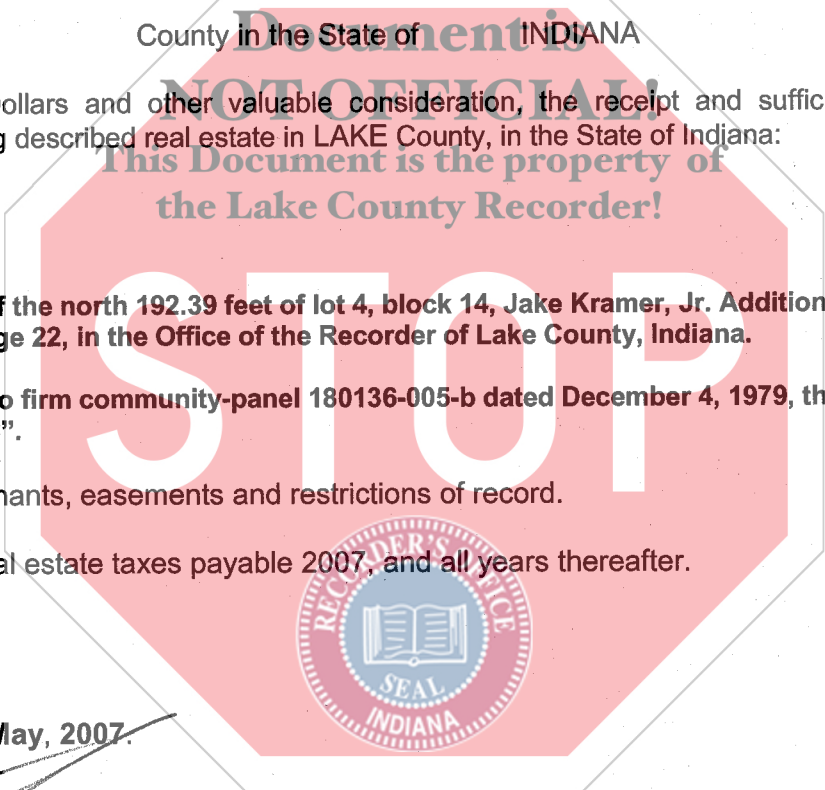 County in the State of INDIANA
Document is
ollars and other valuable consideration, the receipt and suffic
NOT OFFICIAL!
g described real estate in LAKE County, in the State of Indiana:
This Document is the property of
the Lake County Recorder!
f the north 192.39 feet of lot 4, block 14, Jake Kramer, Jr. Addition
ge 22, in the Office of the Recorder of Lake County, Indiana.
o firm community-panel 180136-005-b dated December 4, 1979, th
”.
STOP
nants, easements and restrictions of record.
al estate taxes payable 2007, and all years thereafter.
RECORDER'S OFFICE
SEAL
INDIANA
May, 2007.